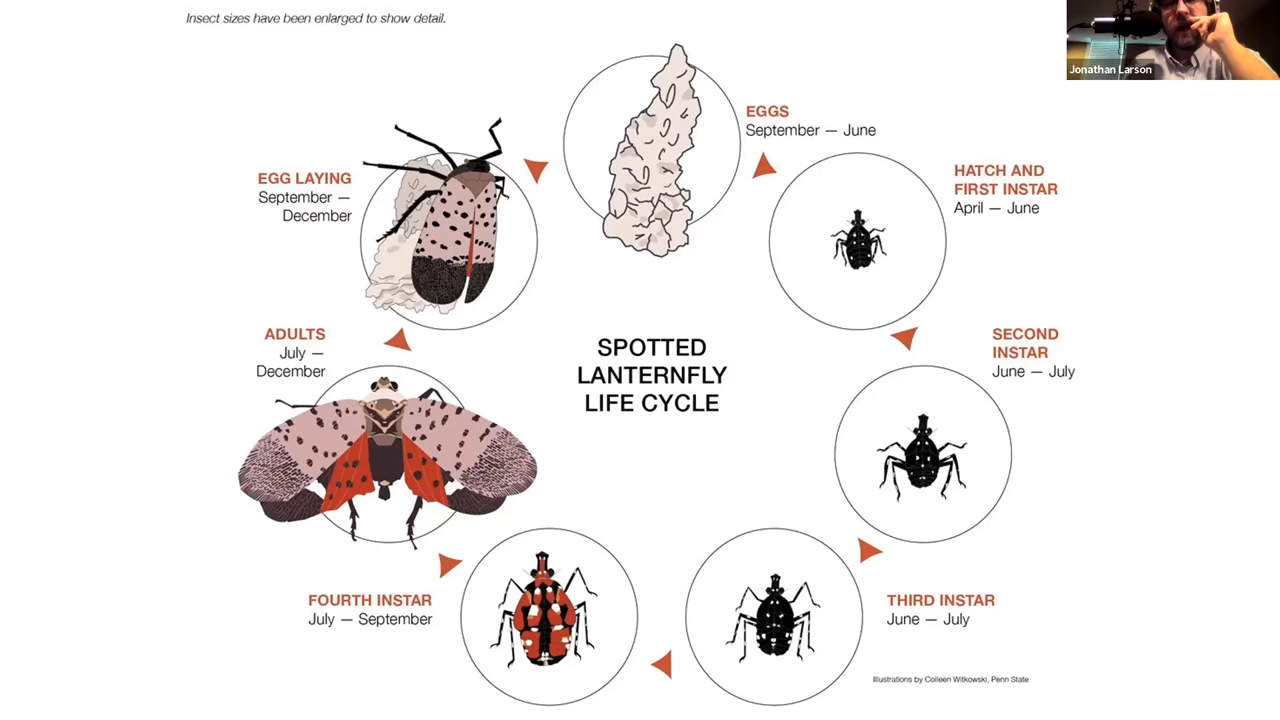 Insect sizes have been enlarged to show detail.
Jonathan Larson
EGGS
September — June
HATCH AND
FIRST INSTAR
April — June
SECOND
INSTAR
June — July
THIRD INSTAR
June — July
FOURTH INSTAR
July — September
ADULTS
July —
December
EGG LAYING
September —
December
SPOTTED
LANTERNFLY
LIFE CYCLE
Illustrations by Colleen Witkowski, Penn State